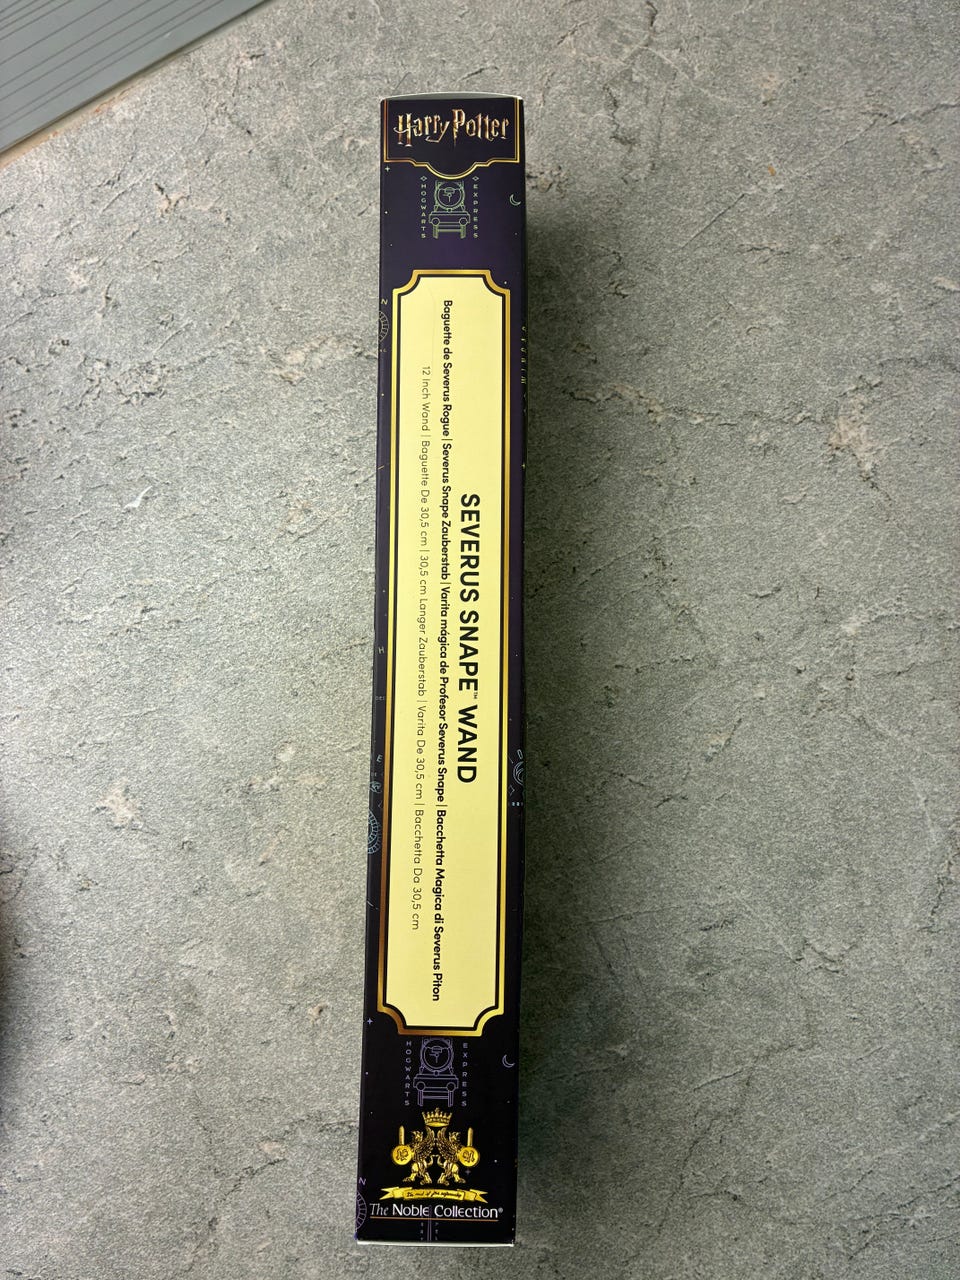 Harry Potter
HOGWARTS EXPRESS
SEVERUS SNAPE™ WAND
Baguette de Severus Rogue | Severus Snape Zauberstab | Varita mágica de Profesor Severus Snape | Bacchetta Magica di Severus Piton
12 Inch Wand | Baguette De 30,5 cm | 30,5 cm Langer Zauberstab | Varita De 30,5 cm | Bacchetta Da 30,5 cm
HOGWARTS EXPRESS
The Noble Collection®